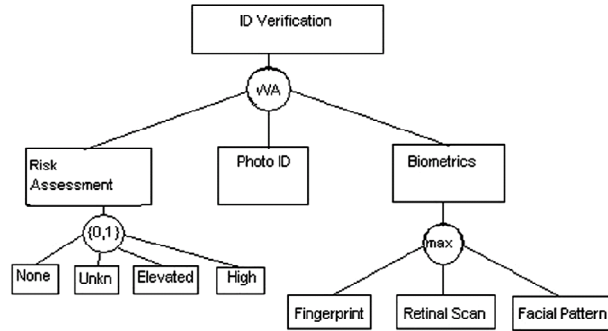 ID Verification
WA
Risk
Assessment
Photo ID
Biometrics
{0,1}
max
None
Unkn
Elevated
High
Fingerprint
Retinal Scan
Facial Pattern